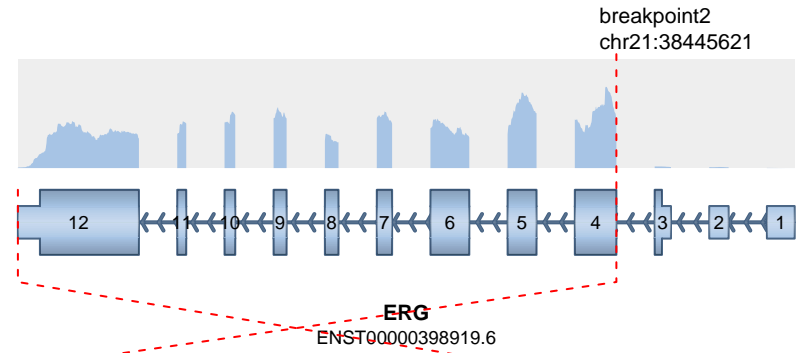 breakpoint2
chr21:38445621
12 11 10 9 8 7 6 5 4 3 2 1
ERG
ENST00000398919.6